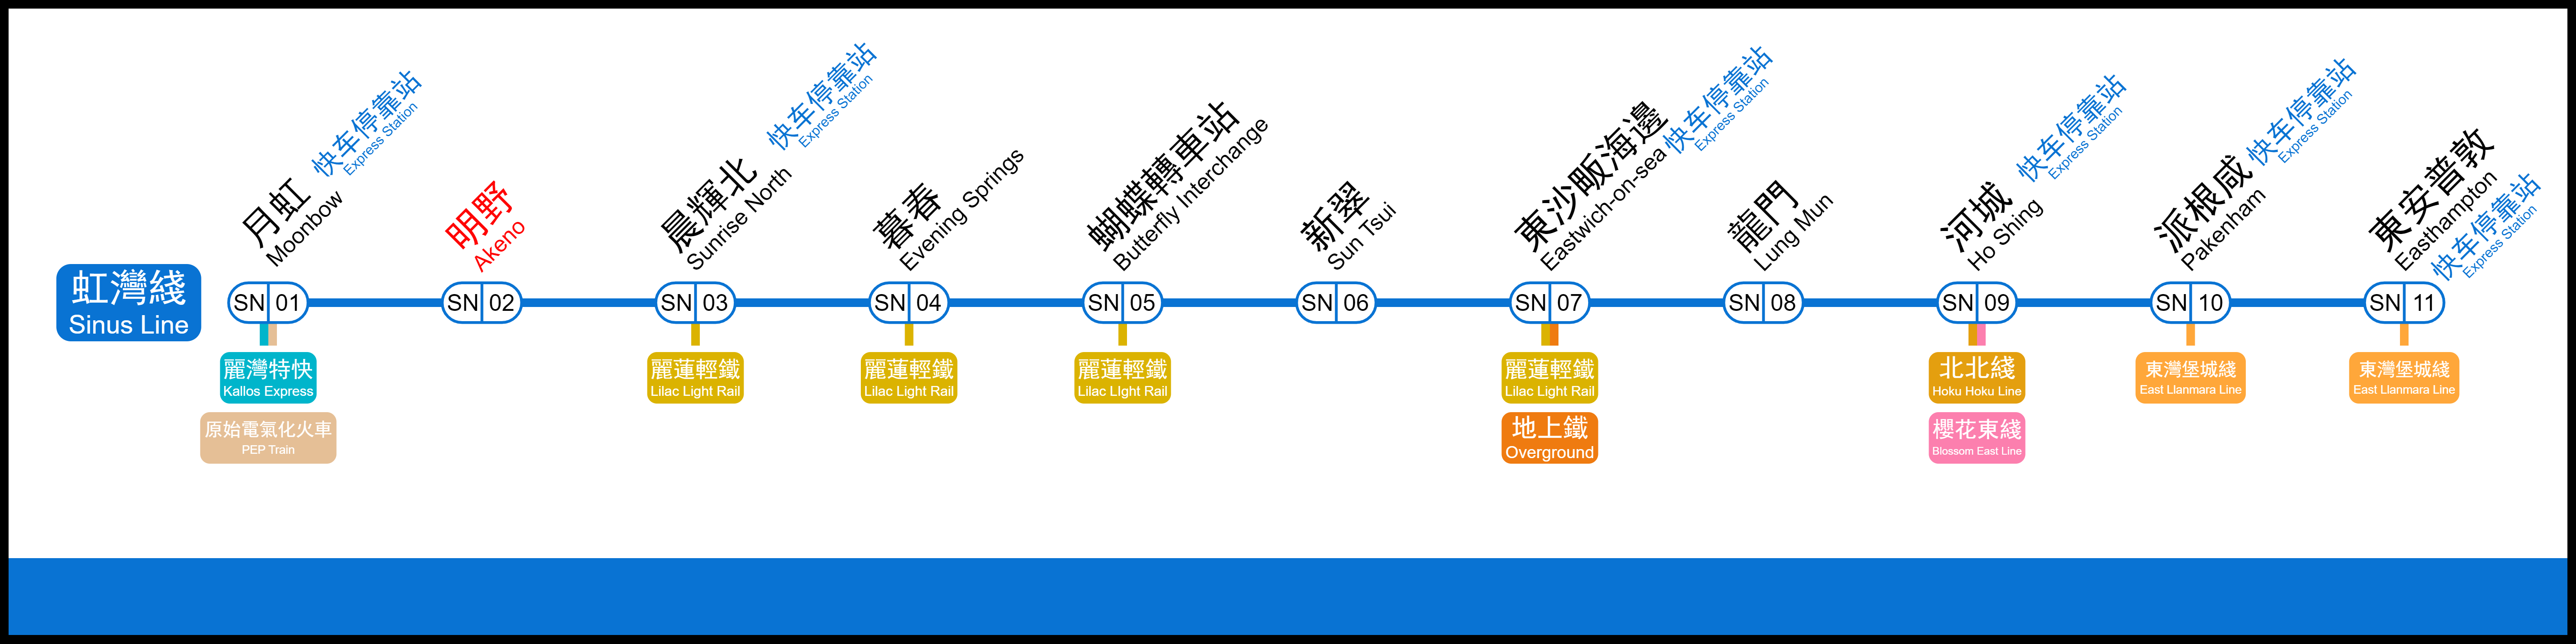 虹灣綫
Sinus Line
月虹
Moonbow
快车停靠站
Express Station
SN 01
麗灣特快
Kallos Express
原始電氣化火車
PEP Train
明野
Akeno
SN 02
晨輝北
Sunrise North
快车停靠站
Express Station
SN 03
麗蓮輕鐵
Lilac Light Rail
暮春
Evening Springs
SN 04
麗蓮輕鐵
Lilac Light Rail
蝴蝶轉車站
Butterfly Interchange
SN 05
麗蓮輕鐵
Lilac LIght Rail
新翠
Sun Tsui
SN 06
東沙畈海邊
Eastwich-on-sea
快车停靠站
Express Station
SN 07
麗蓮輕鐵
Lilac Light Rail
地上鐵
Overground
龍門
Lung Mun
SN 08
河城
Ho Shing
快车停靠站
Express Station
SN 09
北北綫
Hoku Hoku Line
櫻花東綫
Blossom East Line
派根咸
Pakenham
快车停靠站
Express Station
SN 10
東灣堡城綫
East Llanmara Line
東安普敦
Easthampton
快车停靠站
Express Station
SN 11
東灣堡城綫
East Llanmara Line